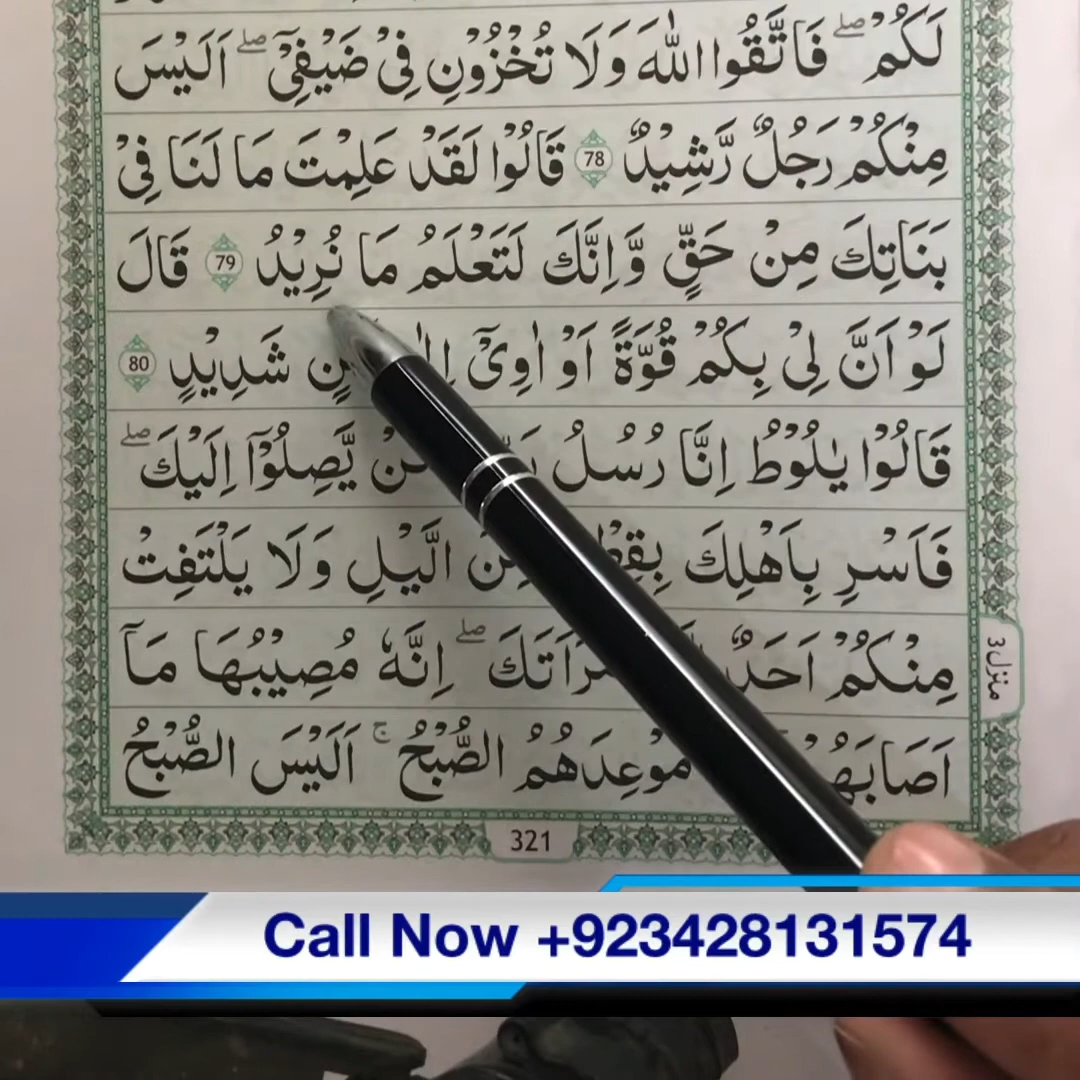 لَكُمْ ۖ فَاتَّقُوا اللّٰهَ وَلَا تُخْزُوْنِ فِیْ ضَيْفِیْ ۖ اَلَيْسَ
مِنْكُمْ رَجُلٌ رَّشِيْدٌ 78 قَالُوْا لَقَدْ عَلِمْتَ مَا لَنَا فِیْ
بَنَاتِكَ مِنْ حَقٍّ وَّاِنَّكَ لَتَعْلَمُ مَا نُرِيْدُ 79 قَالَ
لَوْ اَنَّ لِیْ بِكُمْ قُوَّةً اَوْ اٰوِیْۤ شَدِيْدٍ 80
قَالُوْا يٰلُوْطُ اِنَّا رُسُلُ يَّصِلُوْۤا اِلَيْكَ ۖ
فَاَسْرِ بِاَهْلِكَ الَّيْلِ وَلَا يَلْتَفِتْ
مِنْكُمْ اَحَدٌ ۖ اِنَّهٗ مُصِيْبُهَا مَاۤ
مَوْعِدَهُمُ الصُّبْحُ ۚ اَلَيْسَ الصُّبْحُ
منزل 3
321
Call Now +923428131574